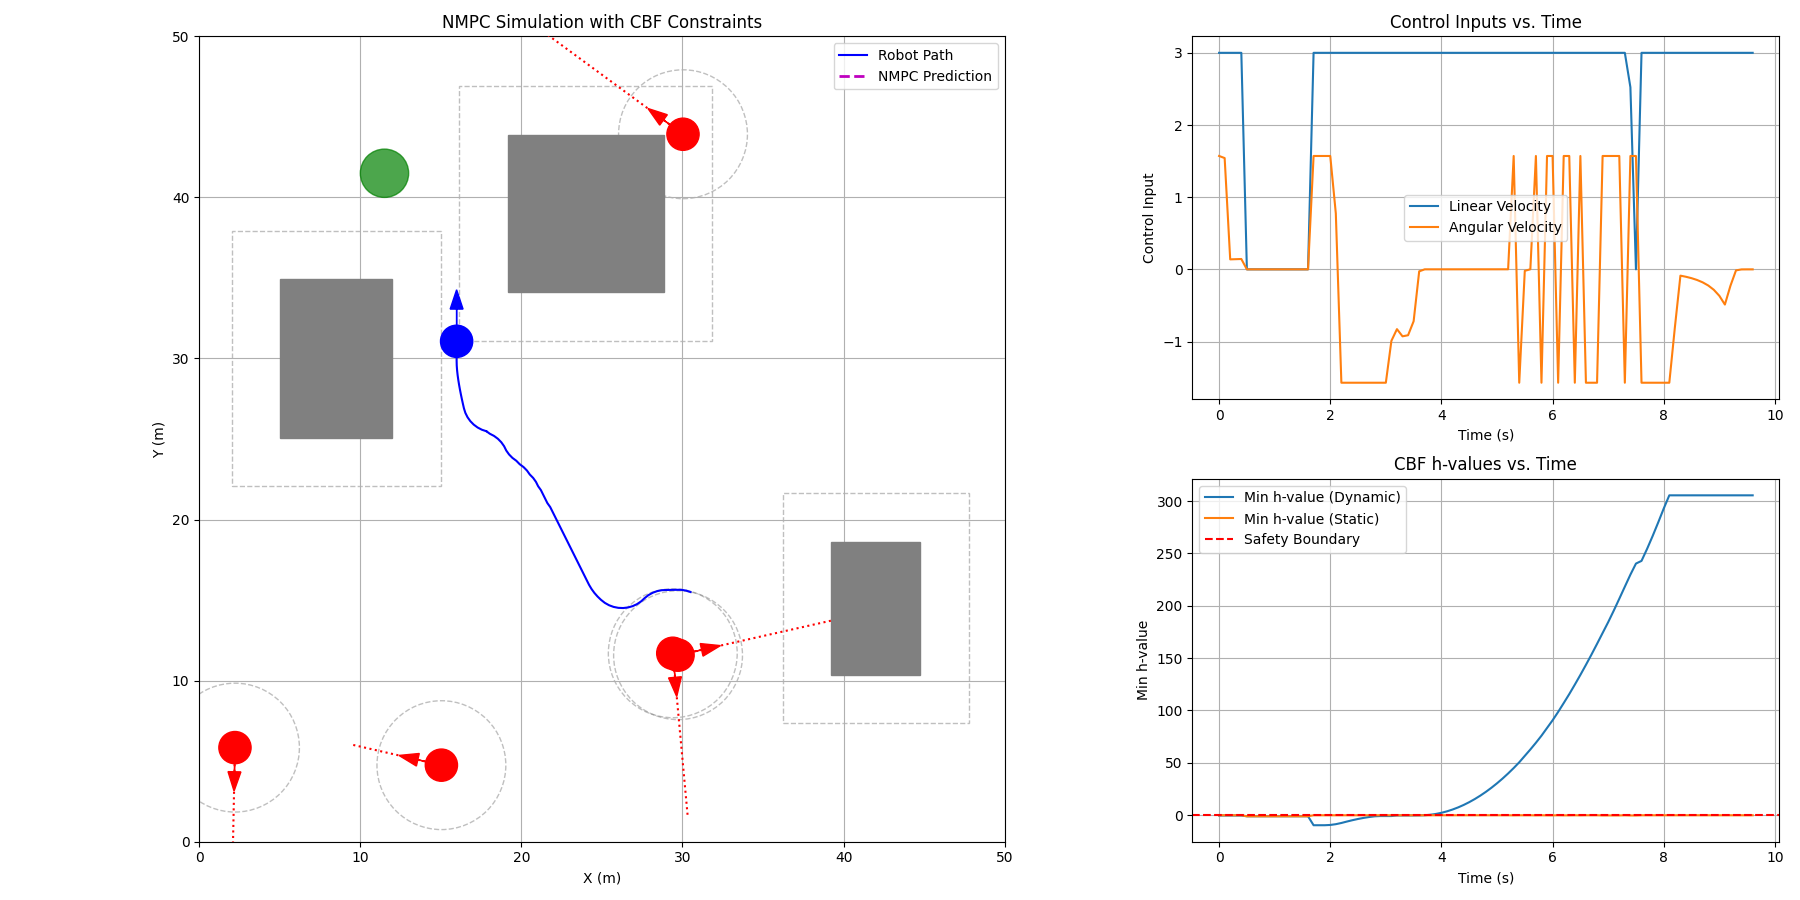 NMPC Simulation with CBF Constraints
50
40
30
20
10
0
0
10
20
30
40
50
Y (m)
X (m)
Robot Path
NMPC Prediction
Control Inputs vs. Time
3
2
1
0
−1
0
2
4
6
8
10
Control Input
Time (s)
Linear Velocity
Angular Velocity
CBF h-values vs. Time
300
250
200
150
100
50
0
0
2
4
6
8
10
Min h-value
Time (s)
Min h-value (Dynamic)
Min h-value (Static)
Safety Boundary